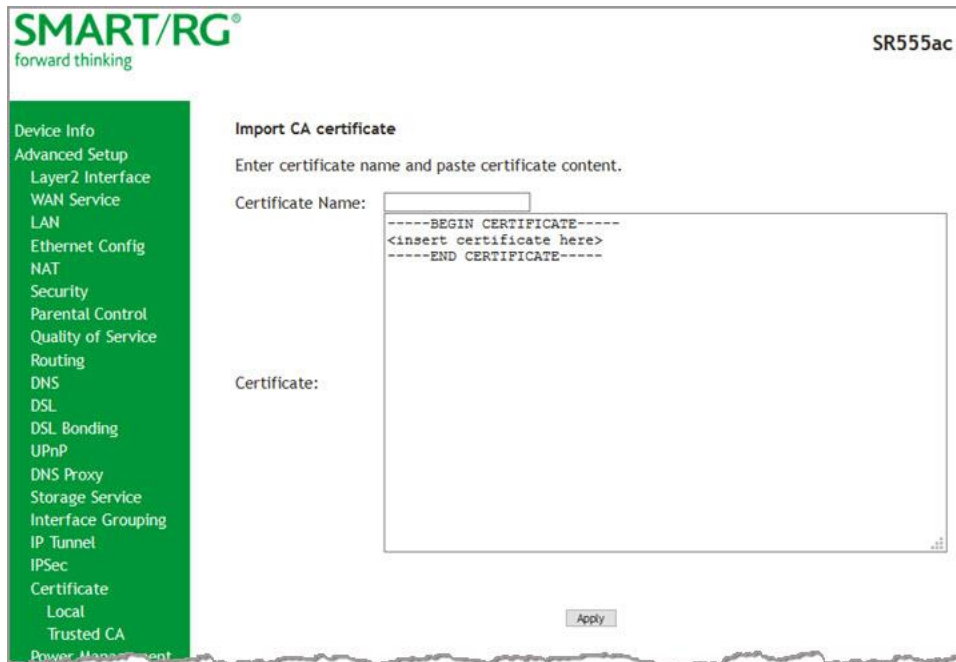 SMART/RG®
forward thinking
SR555ac
Device Info
Advanced Setup
Layer2 Interface
WAN Service
LAN
Ethernet Config
NAT
Security
Parental Control
Quality of Service
Routing
DNS
DSL
DSL Bonding
UPnP
DNS Proxy
Storage Service
Interface Grouping
IP Tunnel
IPSec
Certificate
Local
Trusted CA
Power Management
Import CA certificate
Enter certificate name and paste certificate content.
Certificate Name:
-----BEGIN CERTIFICATE-----
<insert certificate here>
-----END CERTIFICATE-----
Certificate:
Apply